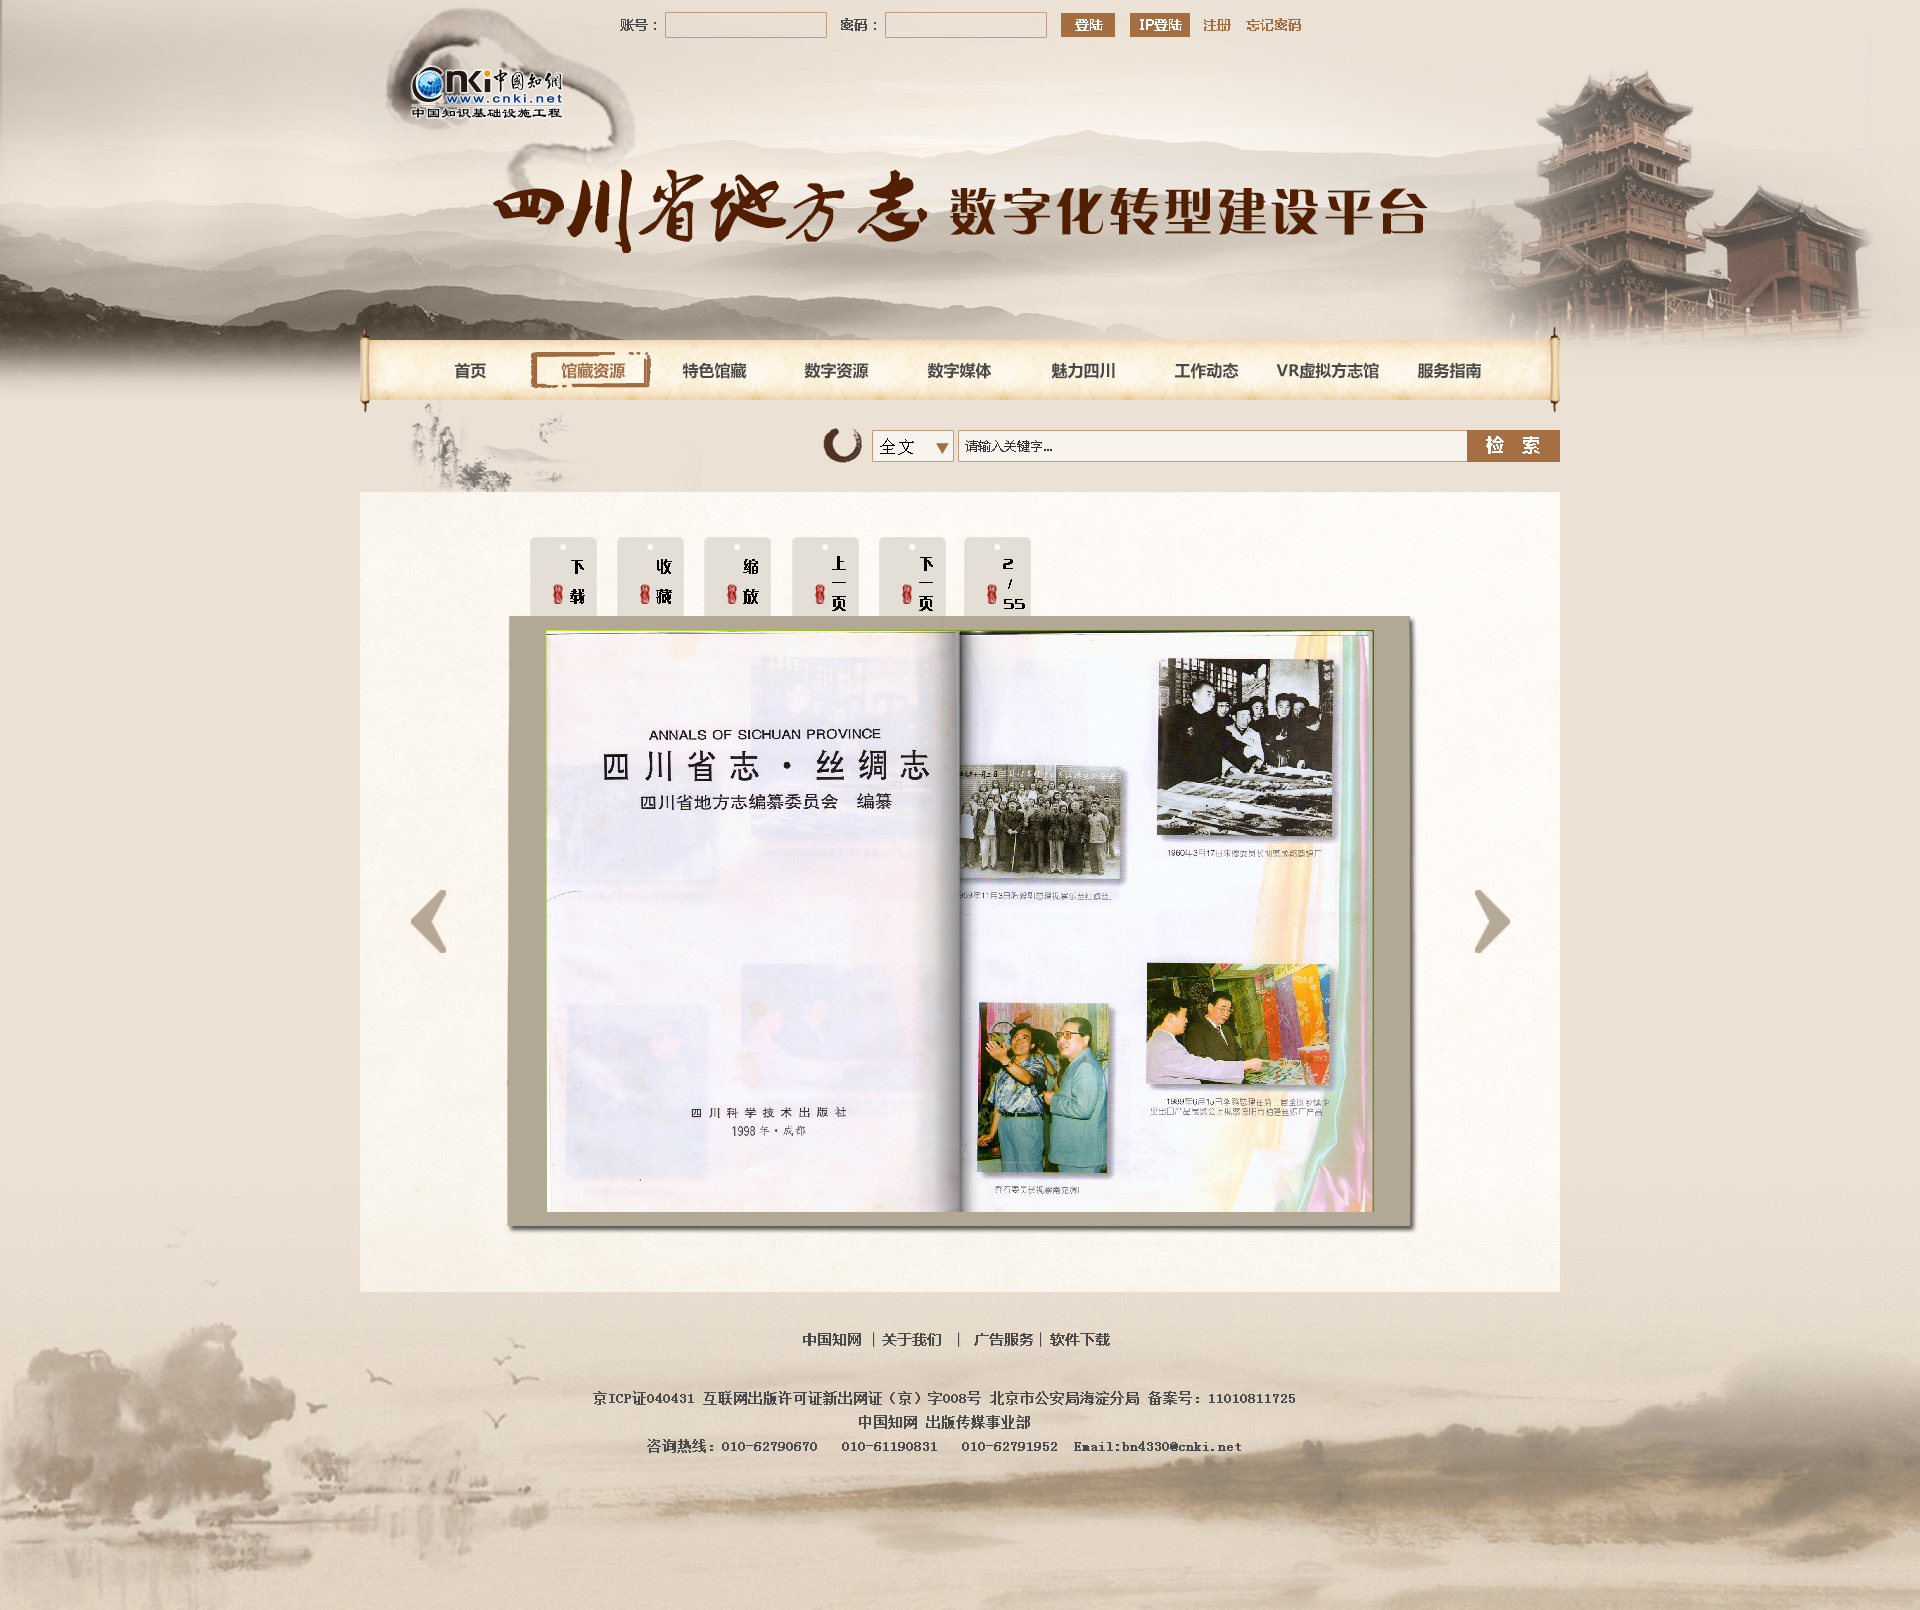 账号：
密码：
登陆
IP登陆
注册
忘记密码
cnki中国知网
www.cnki.net
中国知识基础设施工程
四川省地方志 数字化转型建设平台
首页
馆藏资源
特色馆藏
数字资源
数字媒体
魅力四川
工作动态
VR虚拟方志馆
服务指南
全文
请输入关键字...
检 索
下载
收藏
缩放
上一页
下一页
2/55
ANNALS OF SICHUAN PROVINCE
四川省志·丝绸志
四川省地方志编纂委员会 编纂
四川科学技术出版社
1998 年·成都
中国知网 | 关于我们 | 广告服务 | 软件下载
京ICP证040431 互联网出版许可证新出网证（京）字008号 北京市公安局海淀分局 备案号：11010811725
中国知网 出版传媒事业部
咨询热线：010-62790670 010-61190831 010-62791952 Email:bn4330@cnki.net